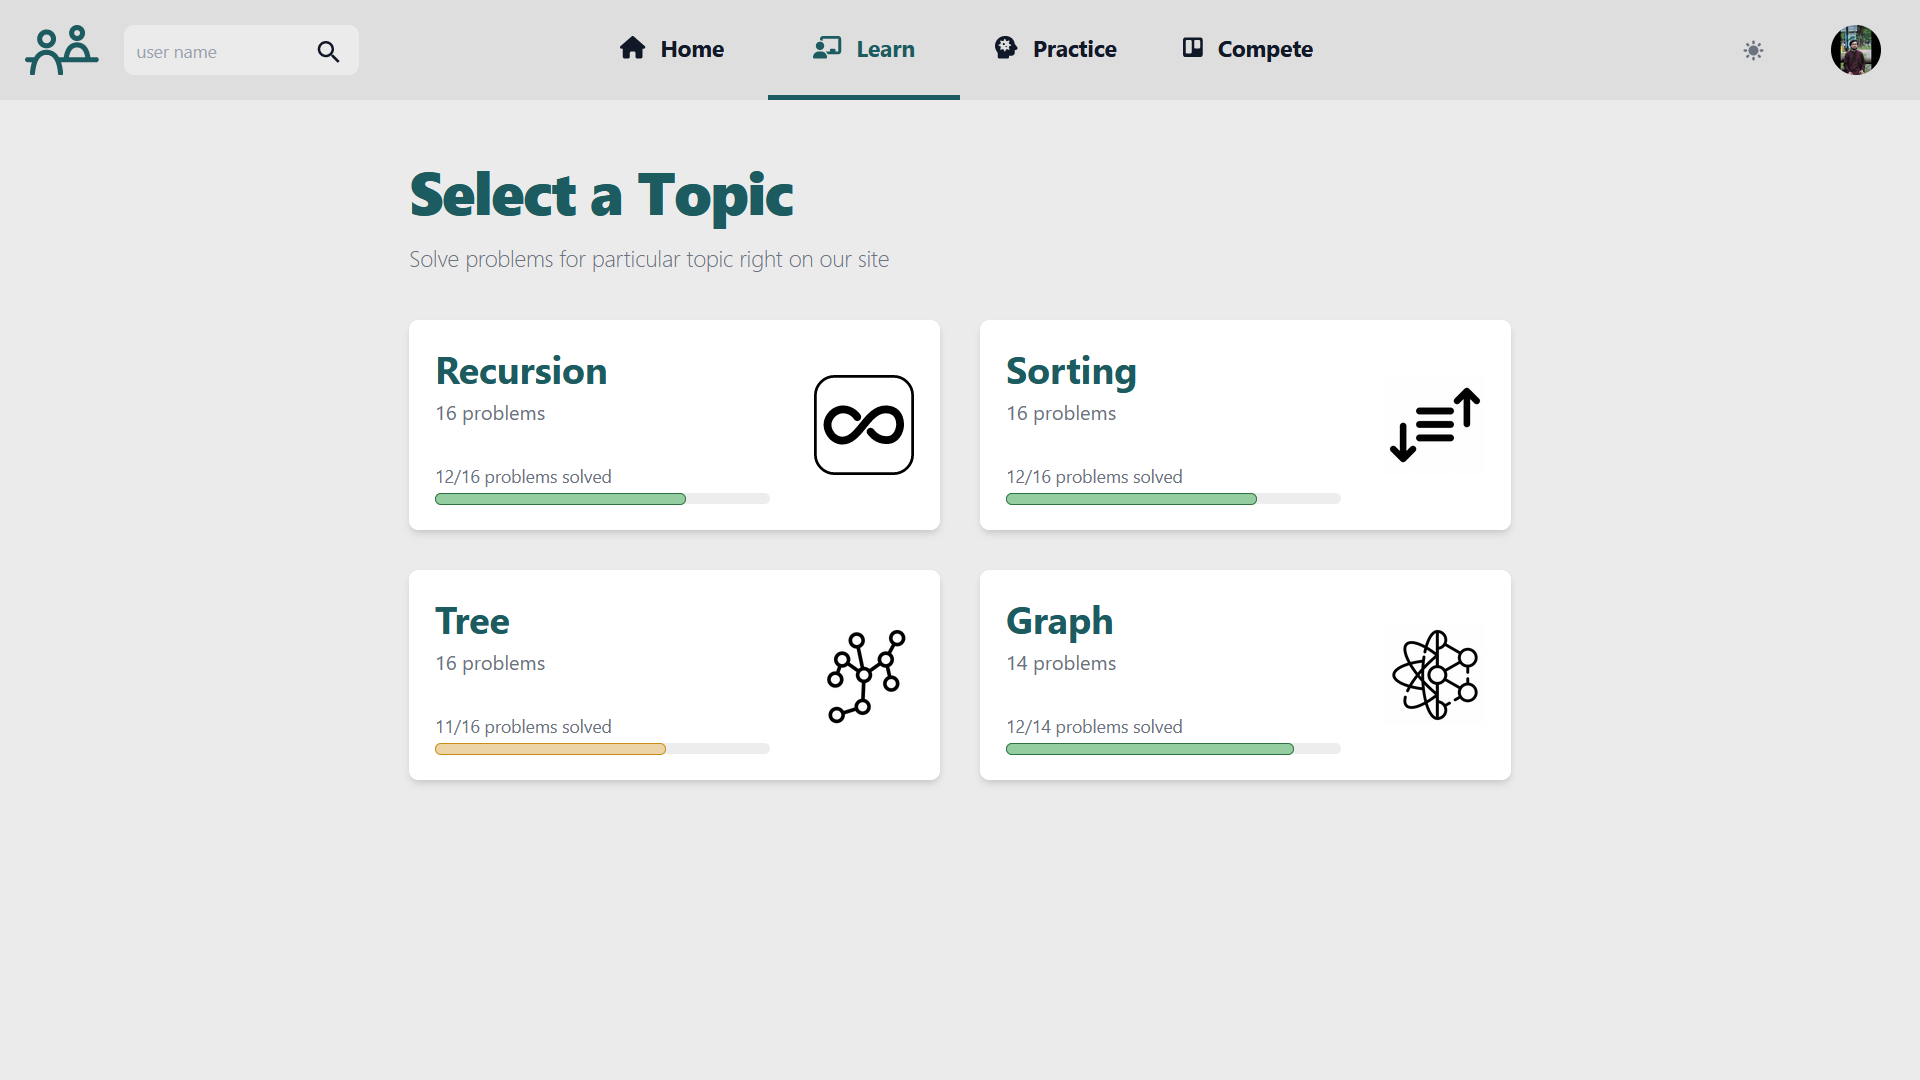 user name
Home
Learn
Practice
Compete
Select a Topic
Solve problems for particular topic right on our site
Recursion
16 problems
12/16 problems solved
Sorting
16 problems
12/16 problems solved
Tree
16 problems
11/16 problems solved
Graph
14 problems
12/14 problems solved